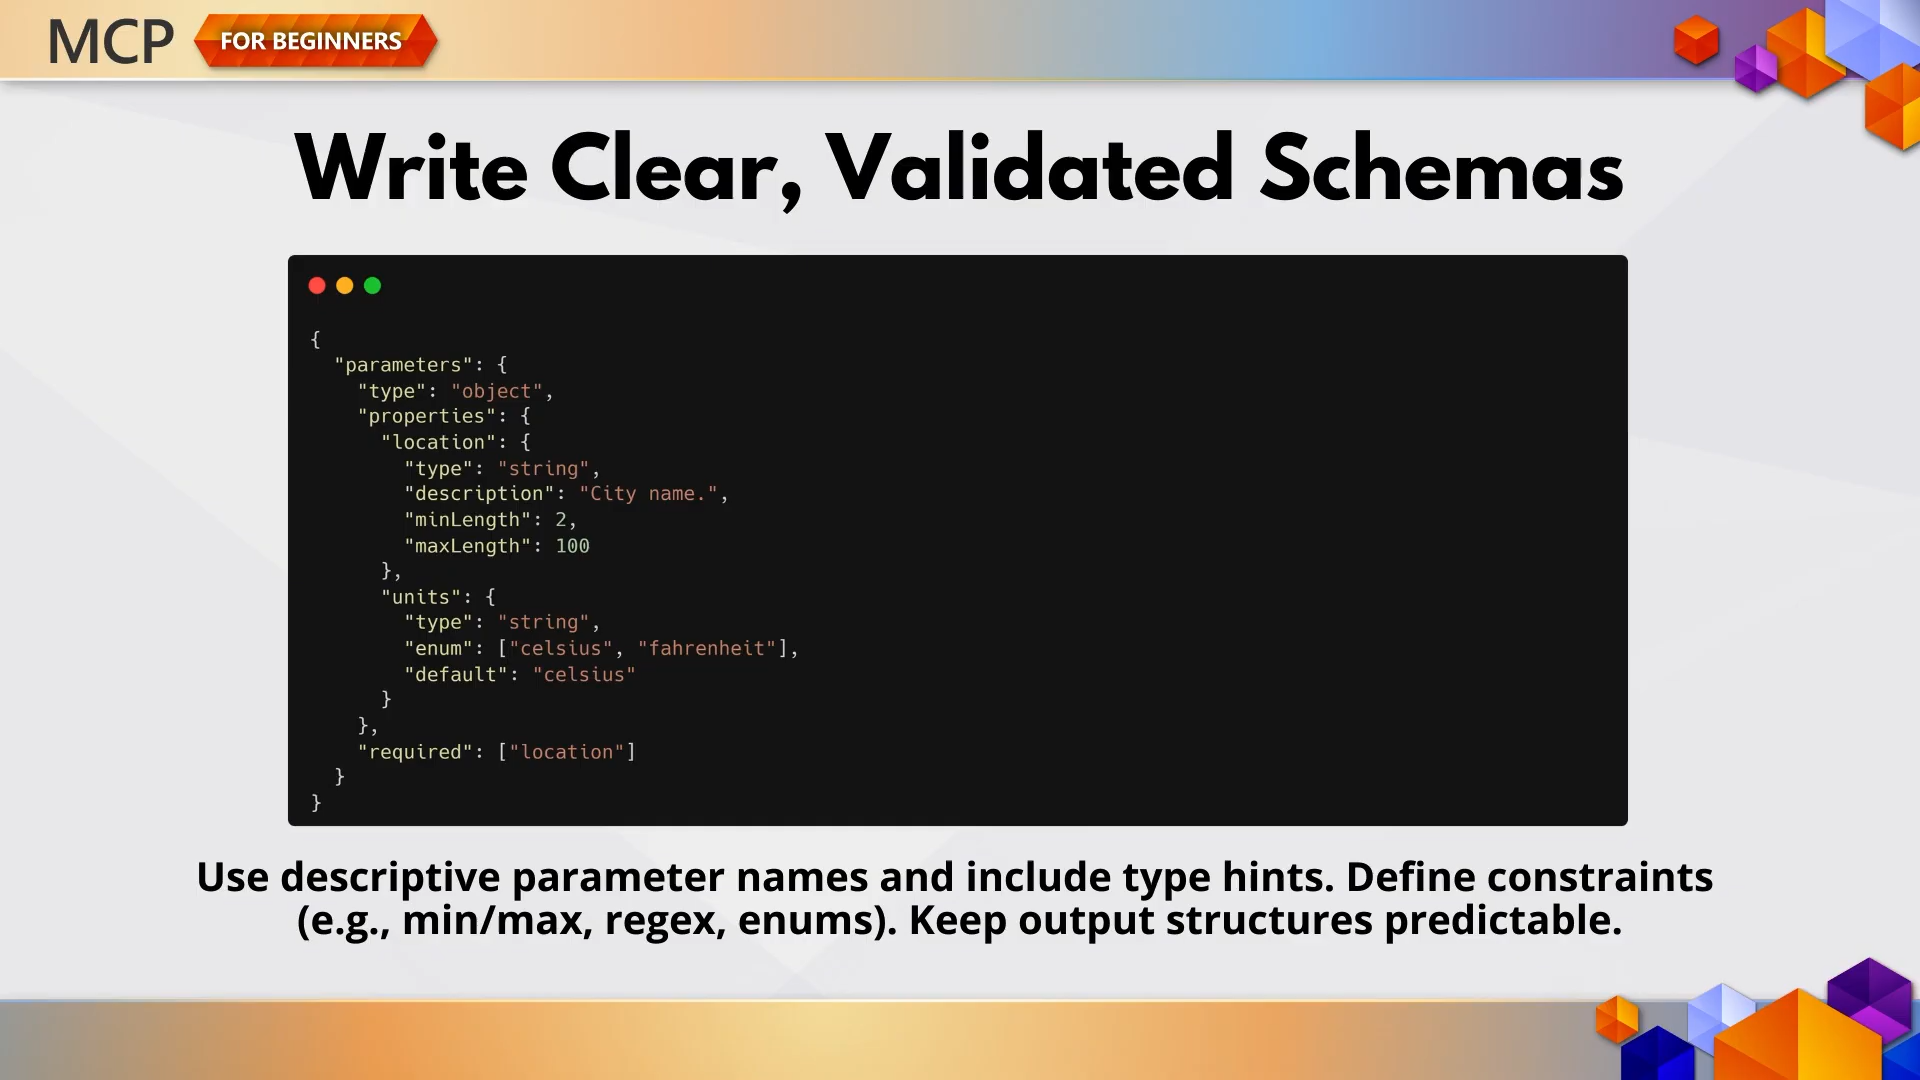 MCP FOR BEGINNERS
Write Clear, Validated Schemas
{
  "parameters": {
    "type": "object",
    "properties": {
      "location": {
        "type": "string",
        "description": "City name.",
        "minLength": 2,
        "maxLength": 100
      },
      "units": {
        "type": "string",
        "enum": ["celsius", "fahrenheit"],
        "default": "celsius"
      }
    },
    "required": ["location"]
  }
}
Use descriptive parameter names and include type hints. Define constraints
(e.g., min/max, regex, enums). Keep output structures predictable.